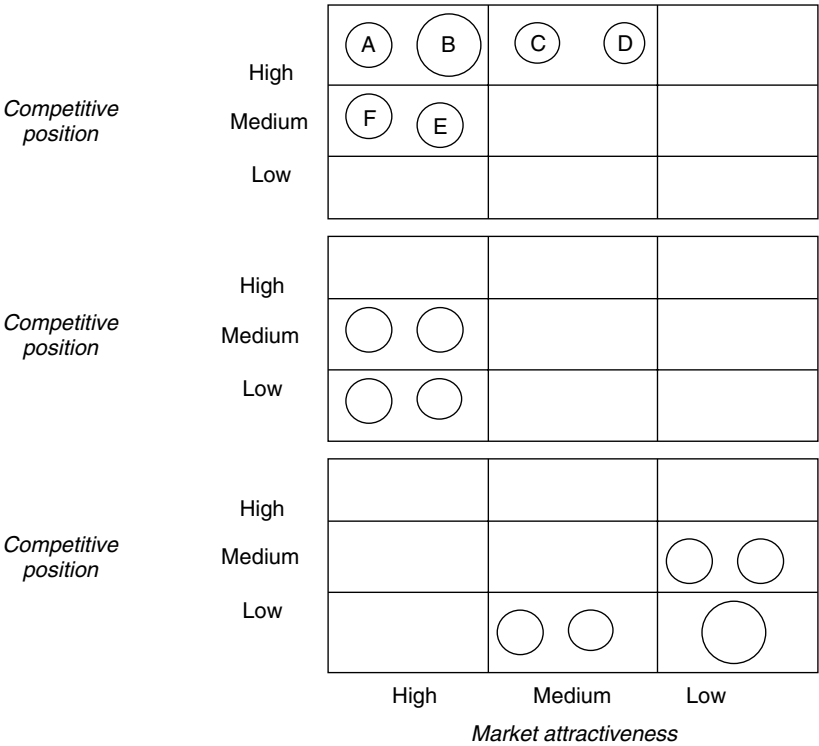 A B C D
High
Competitive
position
Medium
F E
Low
High
Competitive
position
Medium
Low
High
Competitive
position
Medium
Low
High Medium Low
Market attractiveness